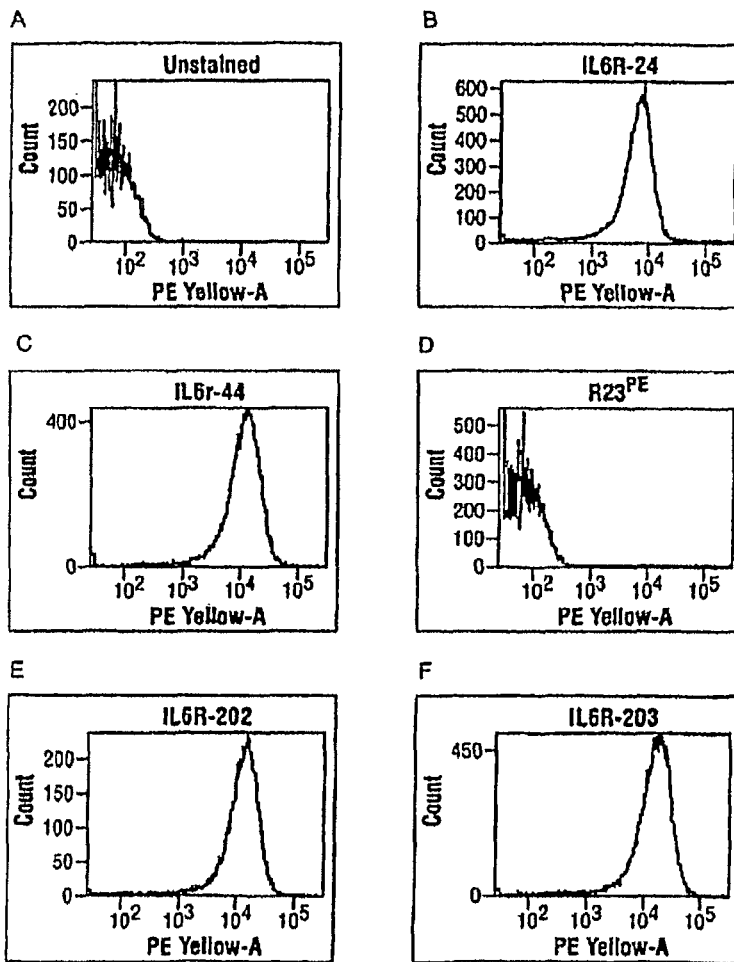 A
Unstained
Count
200
150
100
50
0
10²
10³
10⁴
10⁵
PE Yellow-A
B
IL6R-24
Count
600
500
400
300
200
100
0
10²
10³
10⁴
10⁵
PE Yellow-A
C
IL6r-44
Count
400
0
10²
10³
10⁴
10⁵
PE Yellow-A
D
R23ᴾᴱ
Count
500
400
300
200
100
0
10²
10³
10⁴
10⁵
PE Yellow-A
E
IL6R-202
Count
200
150
100
50
0
10²
10³
10⁴
10⁵
PE Yellow-A
F
IL6R-203
Count
450
0
10²
10³
10⁴
10⁵
PE Yellow-A